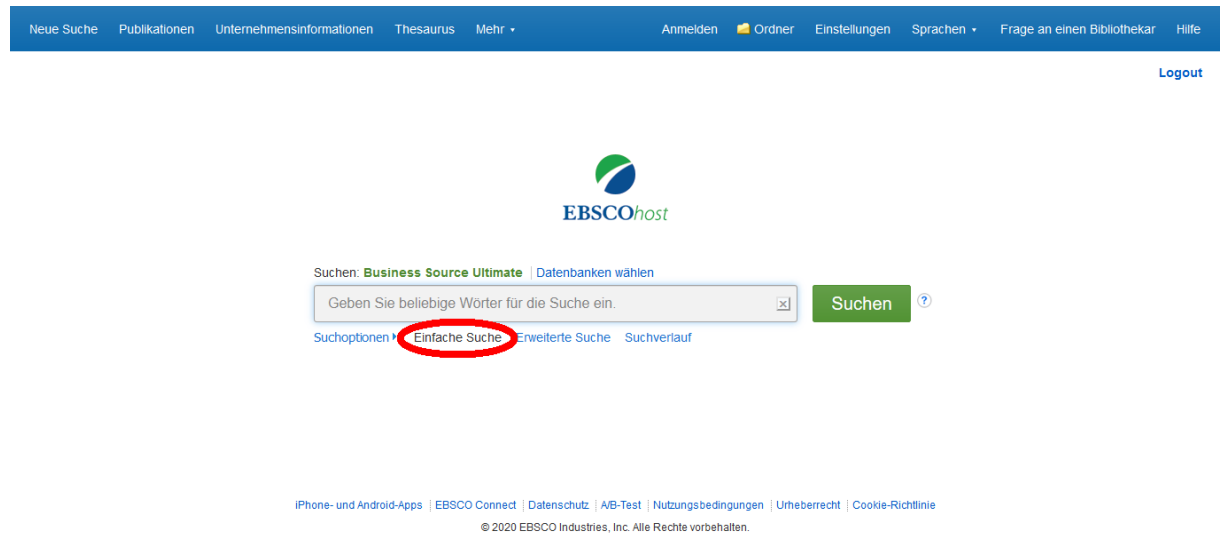 Neue Suche Publikationen Unternehmensinformationen Thesaurus Mehr Anmelden Ordner Einstellungen Sprachen Frage an einen Bibliothekar Hilfe
Logout
EBSCOhost
Suchen: Business Source Ultimate Datenbanken wählen
Geben Sie beliebige Wörter für die Suche ein. x Suchen ?
Suchoptionen Einfache Suche Erweiterte Suche Suchverlauf
iPhone- und Android-Apps EBSCO Connect Datenschutz A/B-Test Nutzungsbedingungen Urheberrecht Cookie-Richtlinie
© 2020 EBSCO Industries, Inc. Alle Rechte vorbehalten.